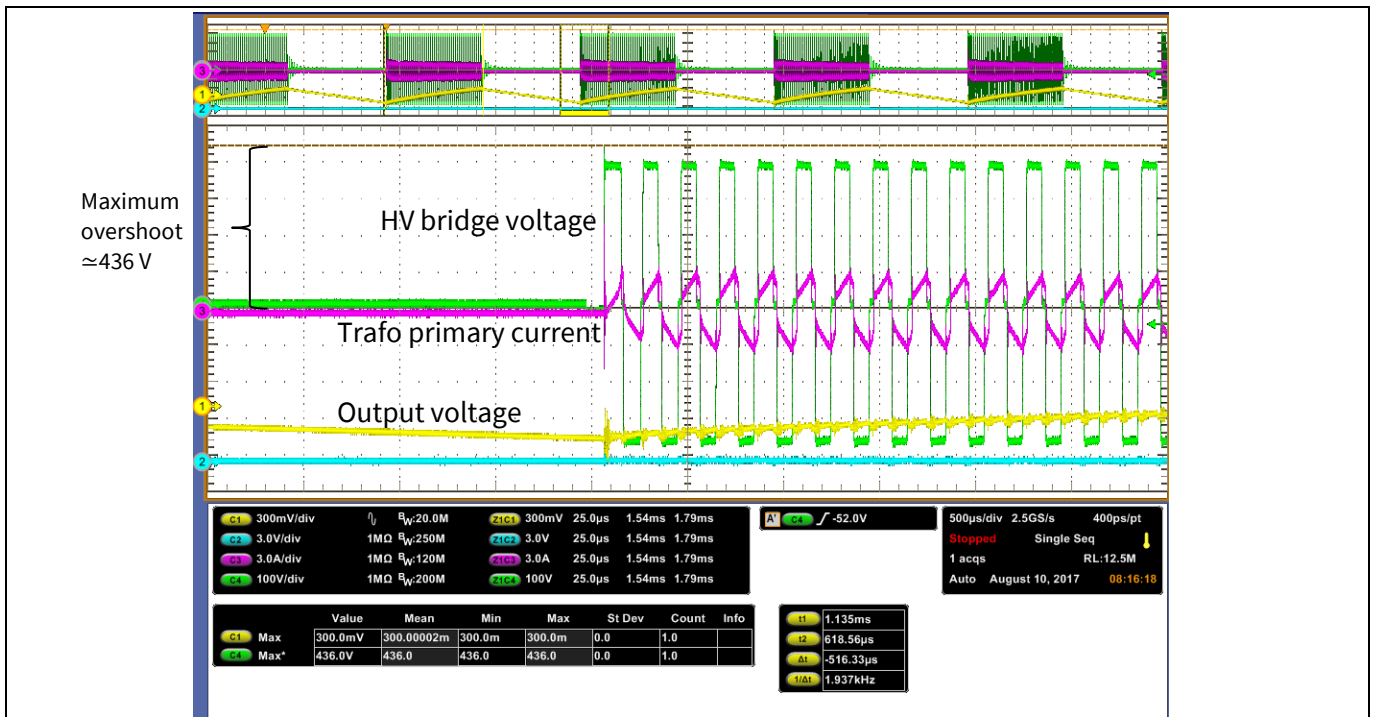 3
1
2
Maximum
overshoot
≃436 V
HV bridge voltage
3
Trafo primary current
1
Output voltage
2
C1 300mV/div BW:20.0M
C2 3.0V/div 1MΩ BW:250M
C3 3.0A/div 1MΩ BW:120M
C4 100V/div 1MΩ BW:200M
Z1C1 300mV 25.0µs 1.54ms 1.79ms
Z1C2 3.0V 25.0µs 1.54ms 1.79ms
Z1C3 3.0A 25.0µs 1.54ms 1.79ms
Z1C4 100V 25.0µs 1.54ms 1.79ms
A' C4 -52.0V
500µs/div 2.5GS/s 400ps/pt
Stopped Single Seq
1 acqs RL:12.5M
Auto August 10, 2017 08:16:18
Value Mean Min Max St Dev Count Info
C1 Max 300.0mV 300.00002m 300.0m 300.0m 0.0 1.0
C4 Max* 436.0V 436.0 436.0 436.0 0.0 1.0
t1 1.135ms
t2 618.56µs
Δt -516.33µs
1/Δt 1.937kHz